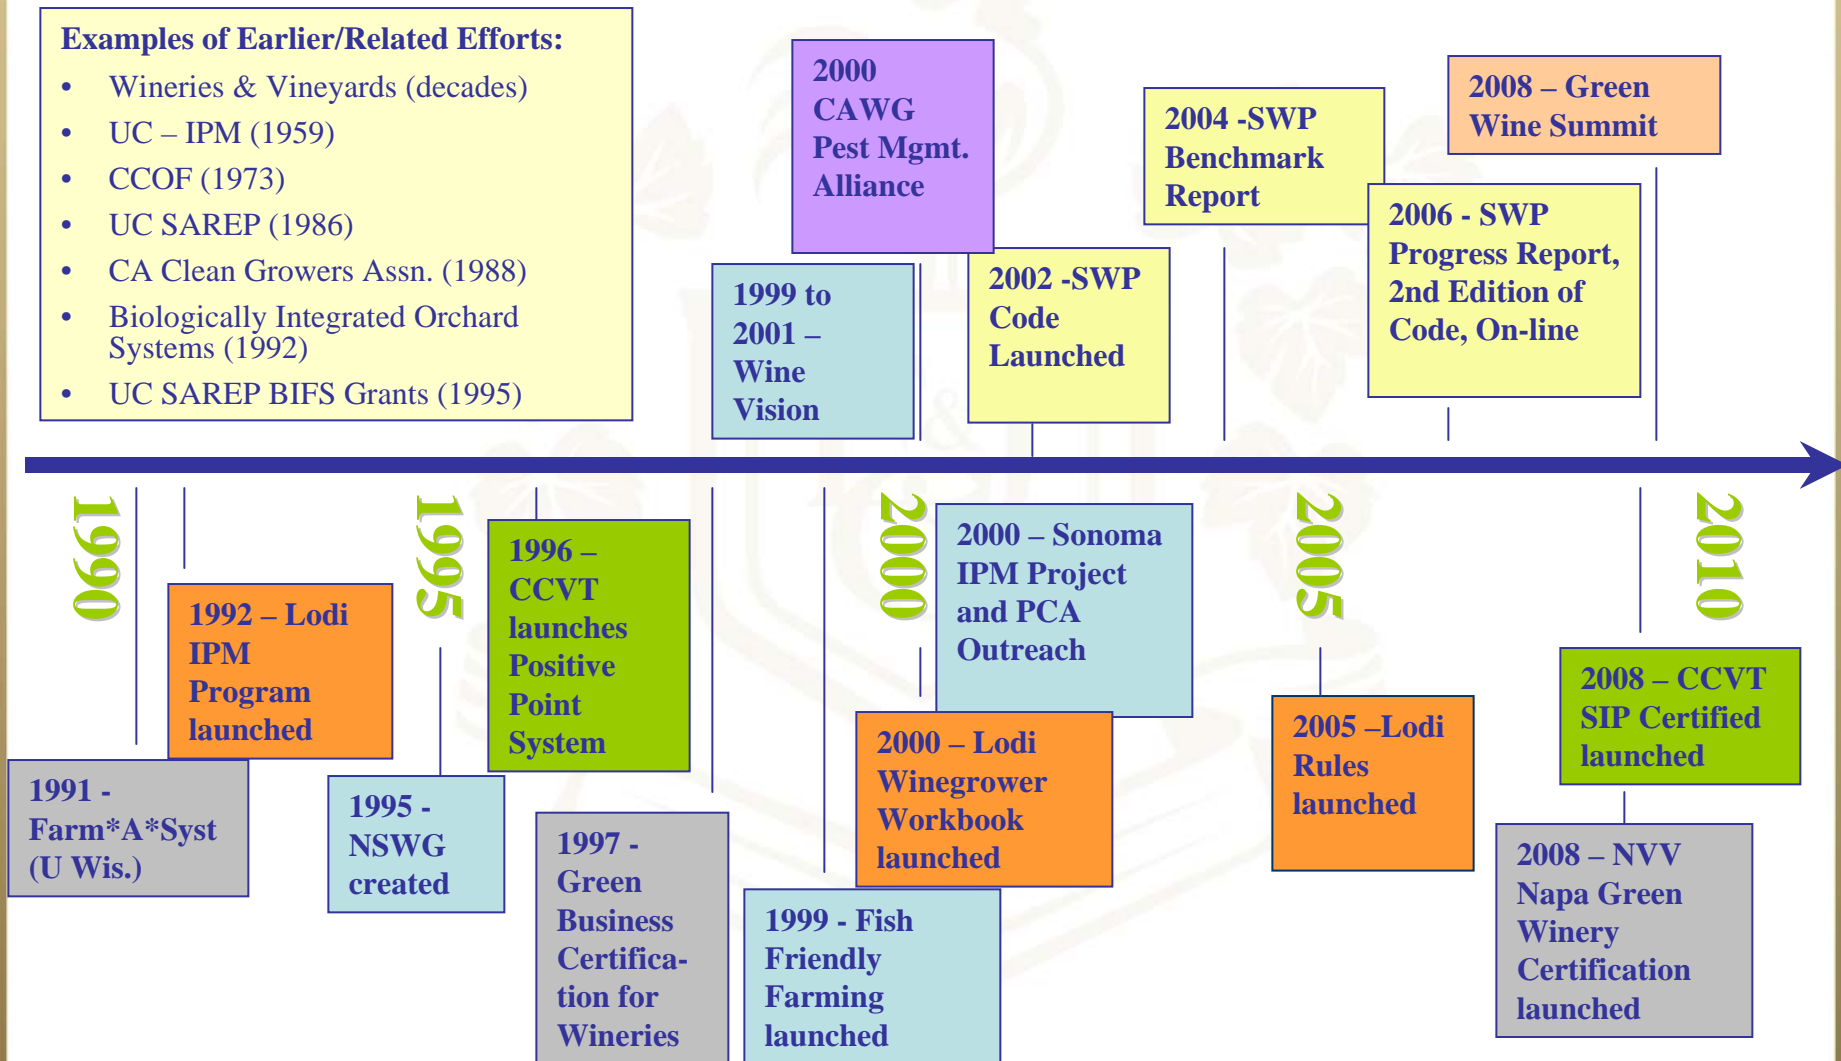 Examples of Earlier/Related Efforts:
• Wineries & Vineyards (decades)
• UC – IPM (1959)
• CCOF (1973)
• UC SAREP (1986)
• CA Clean Growers Assn. (1988)
• Biologically Integrated Orchard
Systems (1992)
• UC SAREP BIFS Grants (1995)
1999 to
2001 –
Wine
Vision
2000
CAWG
Pest Mgmt.
Alliance
2002 -SWP
Code
Launched
2004 -SWP
Benchmark
Report
2006 - SWP
Progress Report,
2nd Edition of
Code, On-line
2008 – Green
Wine Summit
&
1990
1995
2000
2005
2010
1991 -
Farm*A*Syst
(U Wis.)
1992 – Lodi
IPM
Program
launched
1995 -
NSWG
created
1996 –
CCVT
launches
Positive
Point
System
1997 -
Green
Business
Certifica-
tion for
Wineries
1999 - Fish
Friendly
Farming
launched
2000 – Sonoma
IPM Project
and PCA
Outreach
2000 – Lodi
Winegrower
Workbook
launched
2005 –Lodi
Rules
launched
2008 – CCVT
SIP Certified
launched
2008 – NVV
Napa Green
Winery
Certification
launched